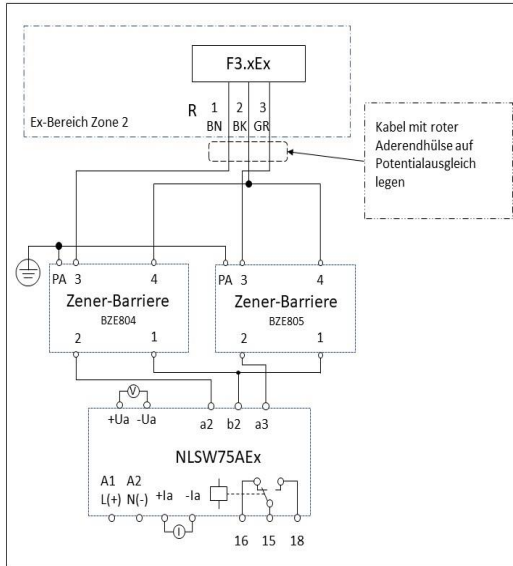 F3.xEx
R 1 2 3
BN BK GR
Ex-Bereich Zone 2
Kabel mit roter
Aderendhülse auf
Potentialausgleich
legen
PA 3 4
Zener-Barriere
BZE804
2 1
PA 3 4
Zener-Barriere
BZE805
2 1
V
+Ua -Ua a2 b2 a3
NLSW75AEx
A1 A2
L(+) N(-) +Ia -Ia
I
16 15 18